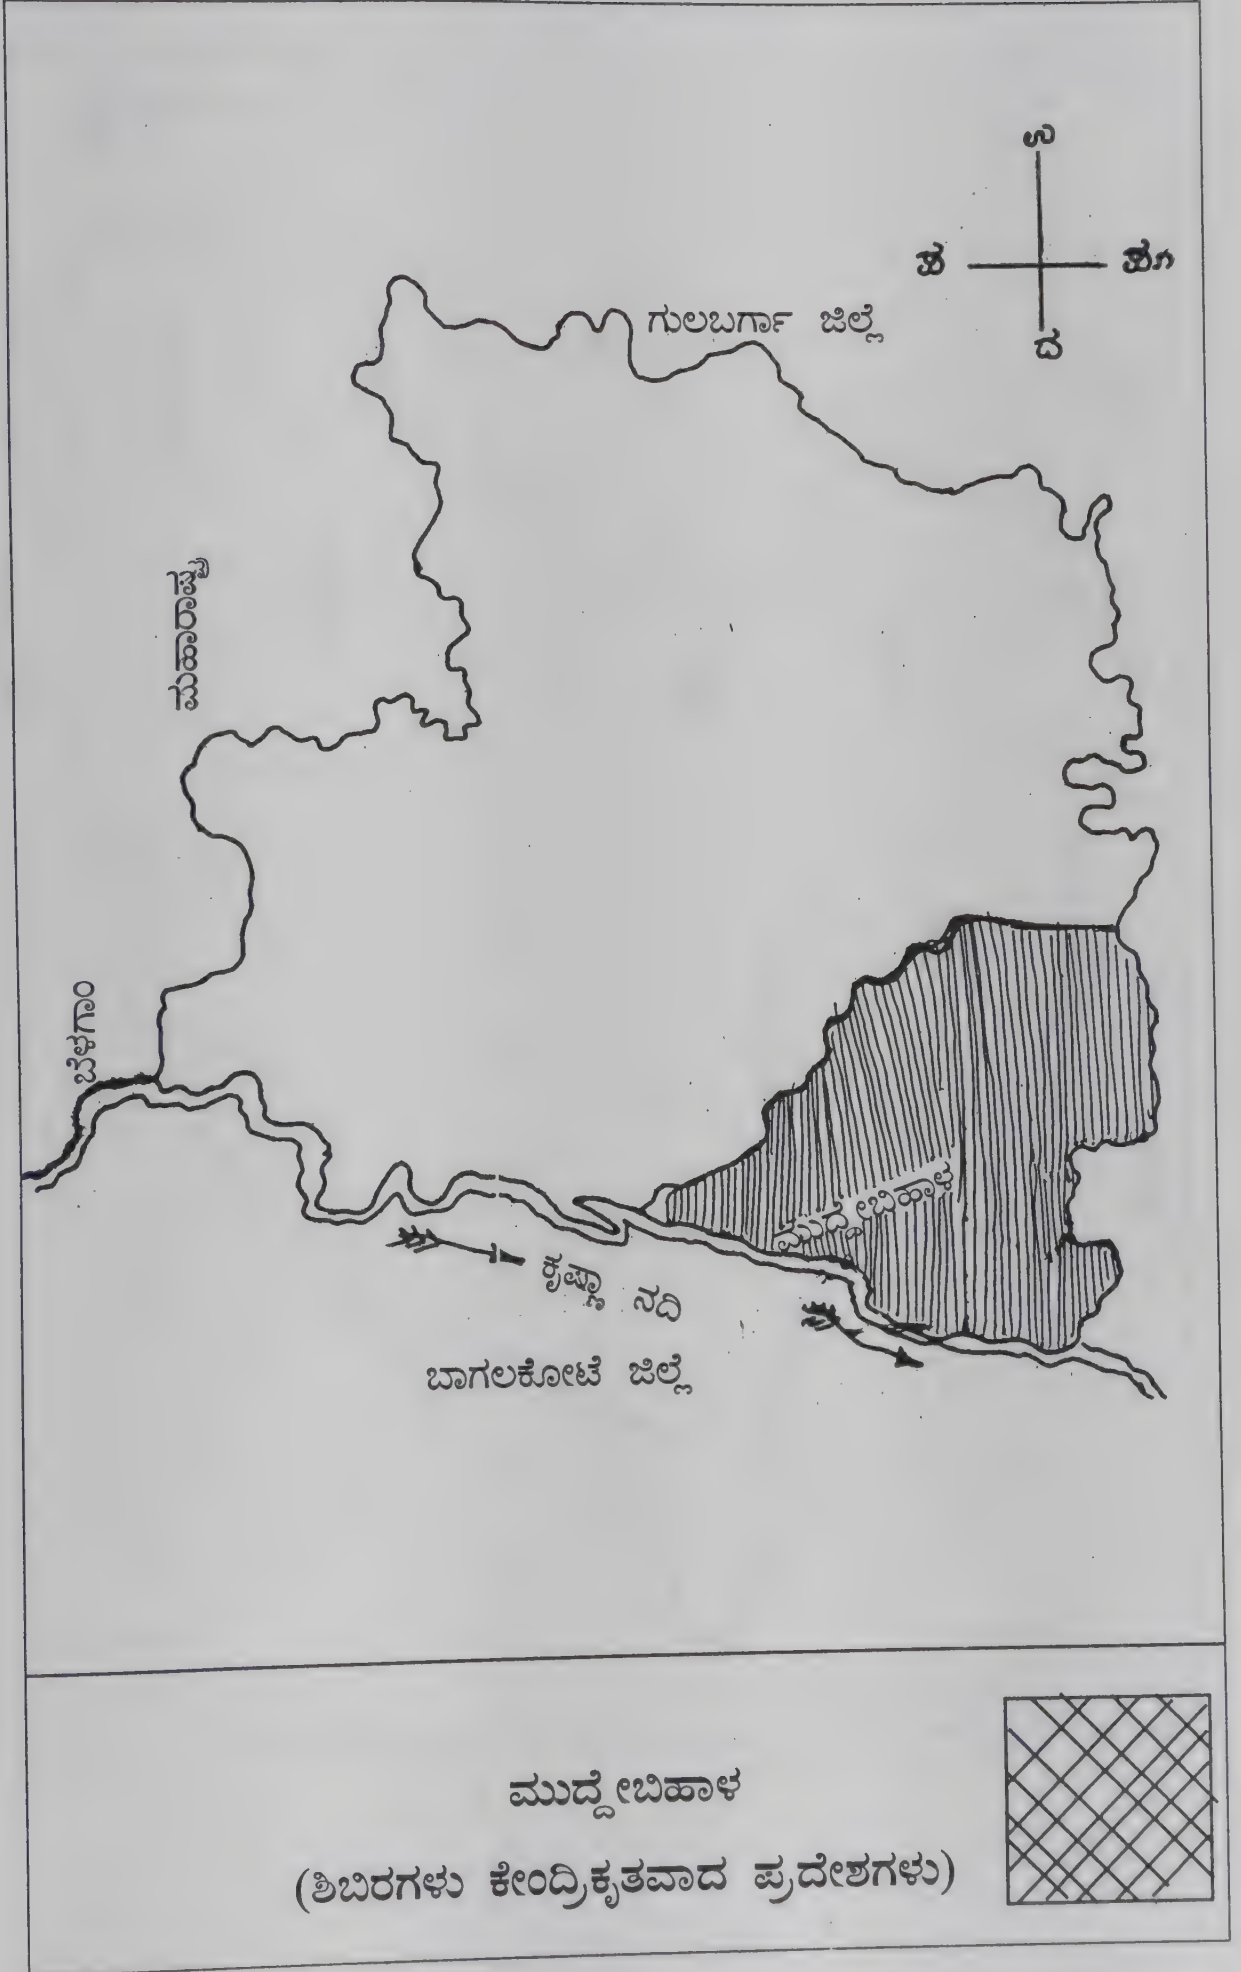 ಉ
ಪ
ಪೂ
ದ
ಗುಲಬರ್ಗಾ ಜಿಲ್ಲೆ
ಮಹಾರಾಷ್ಟ್ರ
ಬೆಳಗಾಂ
ಮುದ್ದೇಬಿಹಾಳ
ಕೃಷ್ಣಾ ನದಿ
ಬಾಗಲಕೋಟೆ ಜಿಲ್ಲೆ
ಮುದ್ದೇಬಿಹಾಳ
(ಶಿಬಿರಗಳು ಕೇಂದ್ರಿಕೃತವಾದ ಪ್ರದೇಶಗಳು)